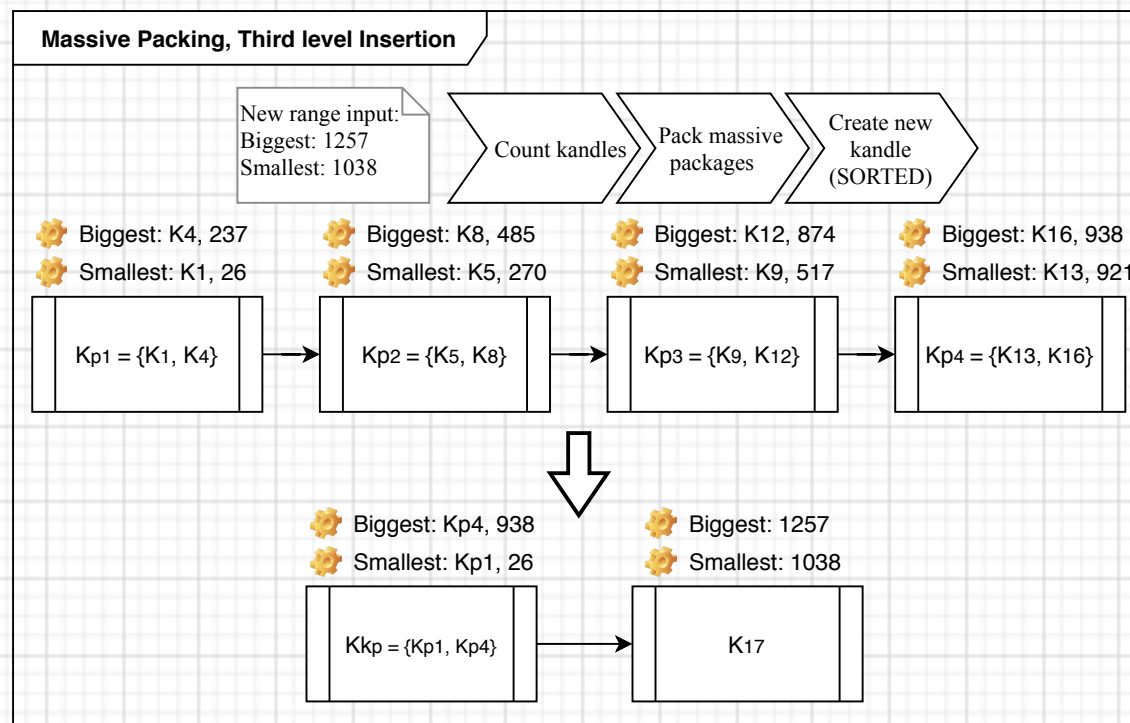 Massive Packing, Third level Insertion
New range input:
Biggest: 1257
Smallest: 1038
Count kandles
Pack massive
packages
Create new
kandle
(SORTED)
Biggest: K4, 237
Smallest: K1, 26
Biggest: K8, 485
Smallest: K5, 270
Biggest: K12, 874
Smallest: K9, 517
Biggest: K16, 938
Smallest: K13, 921
Kp1 = {K1, K4}
Kp2 = {K5, K8}
Kp3 = {K9, K12}
Kp4 = {K13, K16}
Biggest: Kp4, 938
Smallest: Kp1, 26
Biggest: 1257
Smallest: 1038
Kkp = {Kp1, Kp4}
K17